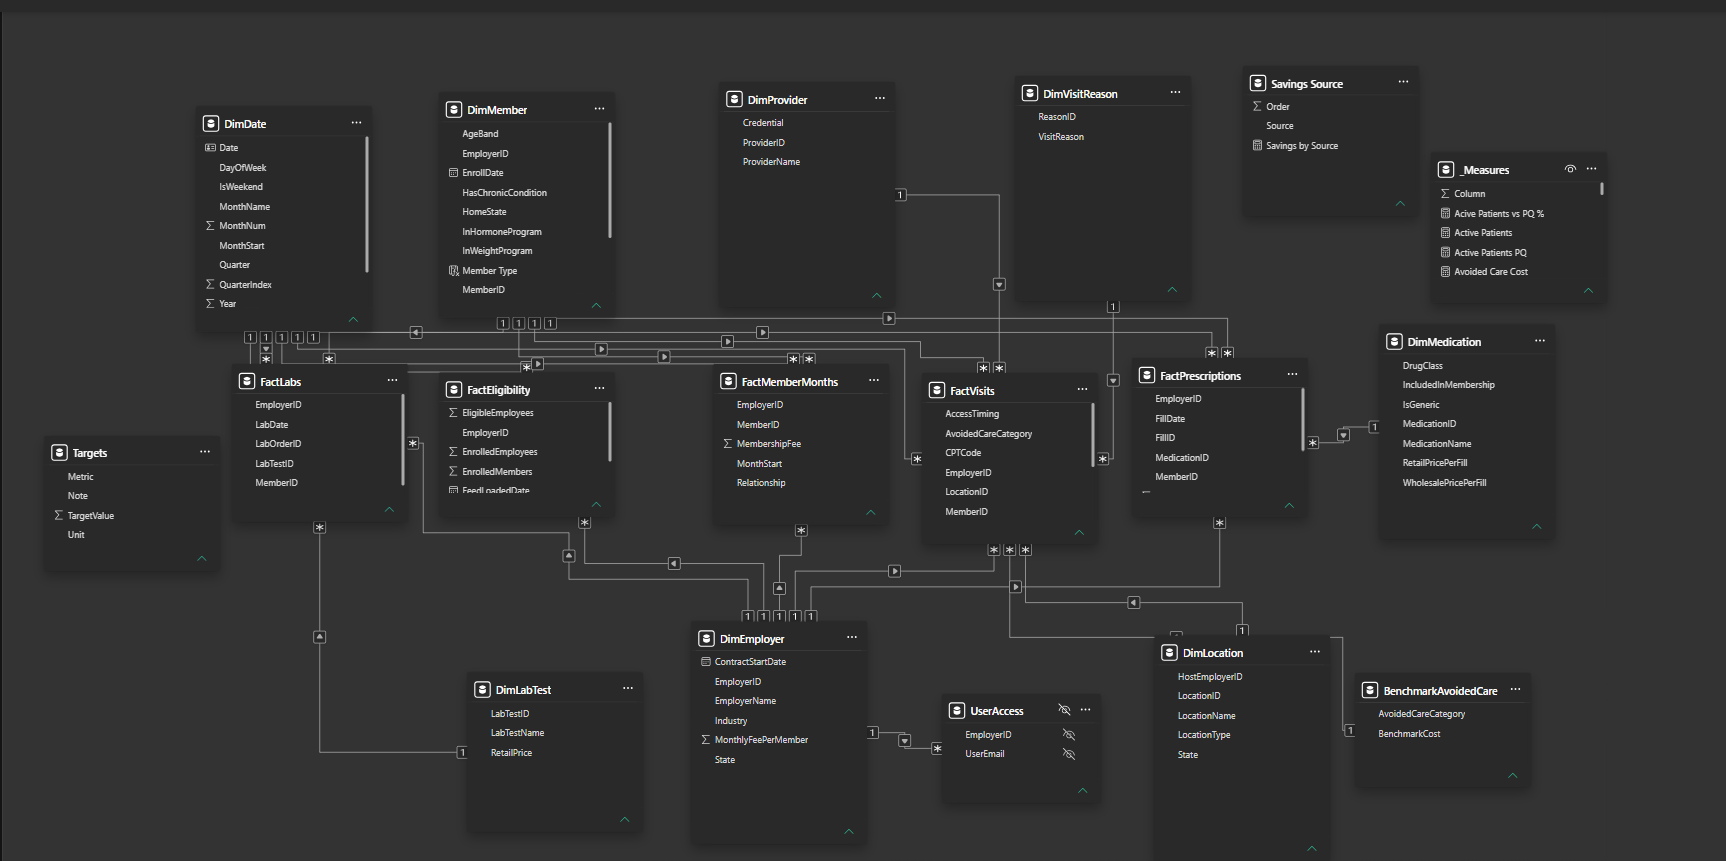 DimDate
Date
DayOfWeek
IsWeekend
MonthName
MonthNum
MonthStart
Quarter
QuarterIndex
Year
DimMember
AgeBand
EmployerID
EnrollDate
HasChronicCondition
HomeState
InHormoneProgram
InWeightProgram
Member Type
MemberID
DimProvider
Credential
ProviderID
ProviderName
DimVisitReason
ReasonID
VisitReason
Savings Source
Order
Source
Savings by Source
_Measures
Column
Acive Patients vs PQ %
Active Patients
Active Patients PQ
Avoided Care Cost
Targets
Metric
Note
TargetValue
Unit
FactLabs
EmployerID
LabDate
LabOrderID
LabTestID
MemberID
FactEligibility
EligibleEmployees
EmployerID
EnrolledEmployees
EnrolledMembers
FeedLoadedDate
FactMemberMonths
EmployerID
MemberID
MembershipFee
MonthStart
Relationship
FactVisits
AccessTiming
AvoidedCareCategory
CPTCode
EmployerID
LocationID
MemberID
FactPrescriptions
EmployerID
FillDate
FillID
MedicationID
MemberID
DimMedication
DrugClass
IncludedInMembership
IsGeneric
MedicationID
MedicationName
RetailPricePerFill
WholesalePricePerFill
DimLabTest
LabTestID
LabTestName
RetailPrice
DimEmployer
ContractStartDate
EmployerID
EmployerName
Industry
MonthlyFeePerMember
State
UserAccess
EmployerID
UserEmail
DimLocation
HostEmployerID
LocationID
LocationName
LocationType
State
BenchmarkAvoidedCare
AvoidedCareCategory
BenchmarkCost